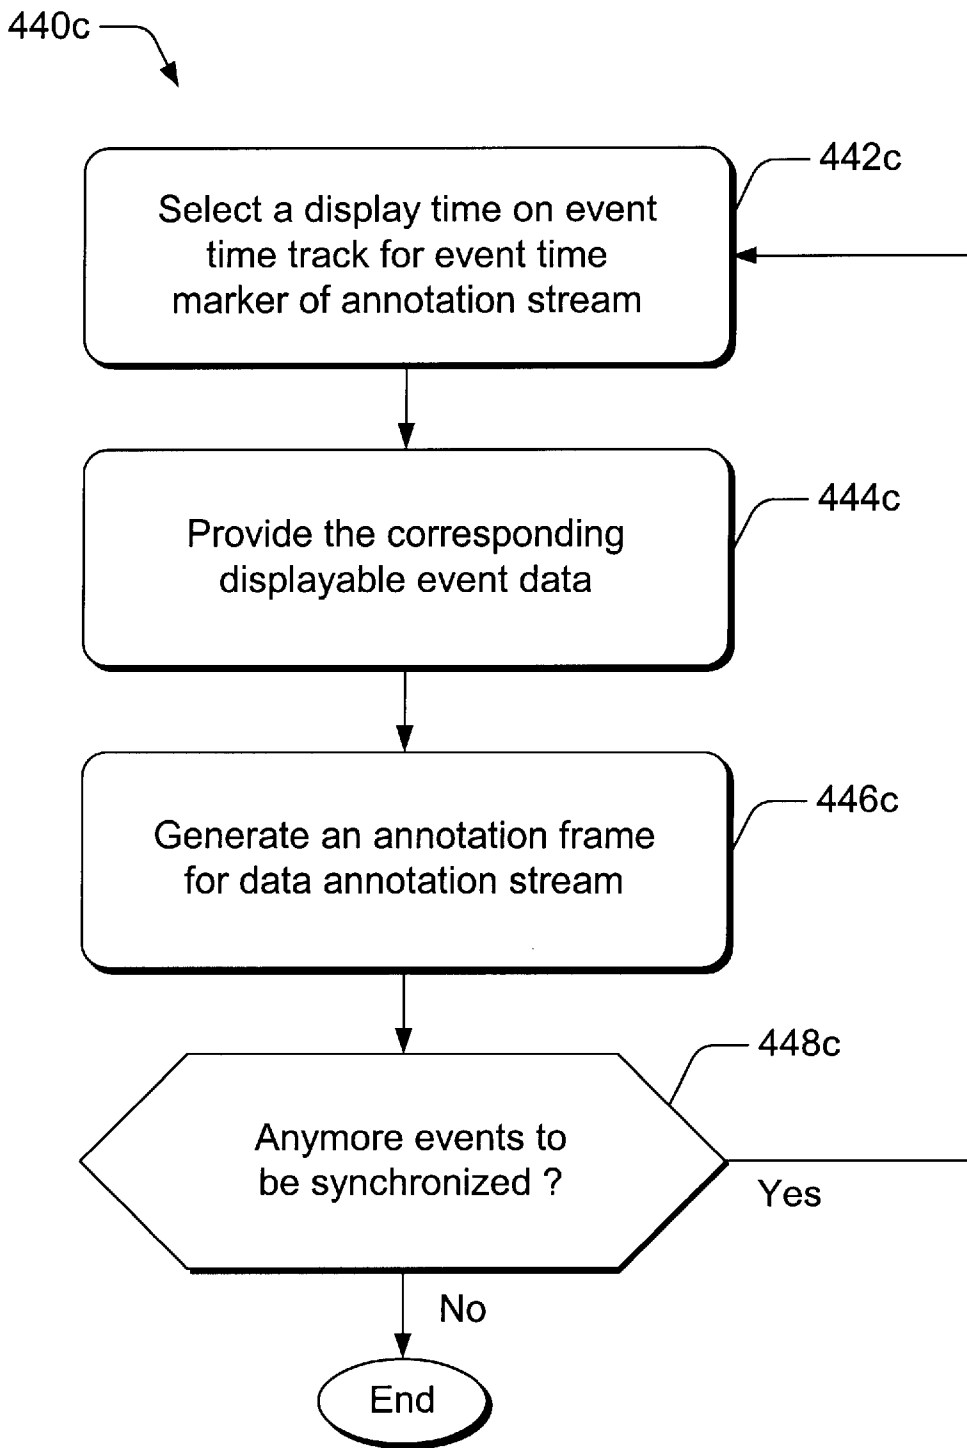 440c
442c
Select a display time on event
time track for event time
marker of annotation stream
444c
Provide the corresponding
displayable event data
446c
Generate an annotation frame
for data annotation stream
448c
Anymore events to
be synchronized ?
Yes
No
End